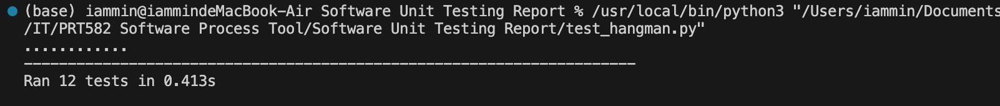 (base) iammin@iammindeMacBook-Air Software Unit Testing Report % /usr/local/bin/python3 "/Users/iammin/Documents
/IT/PRT582 Software Process Tool/Software Unit Testing Report/test_hangman.py"
............
----------------------------------------------------------------------
Ran 12 tests in 0.413s